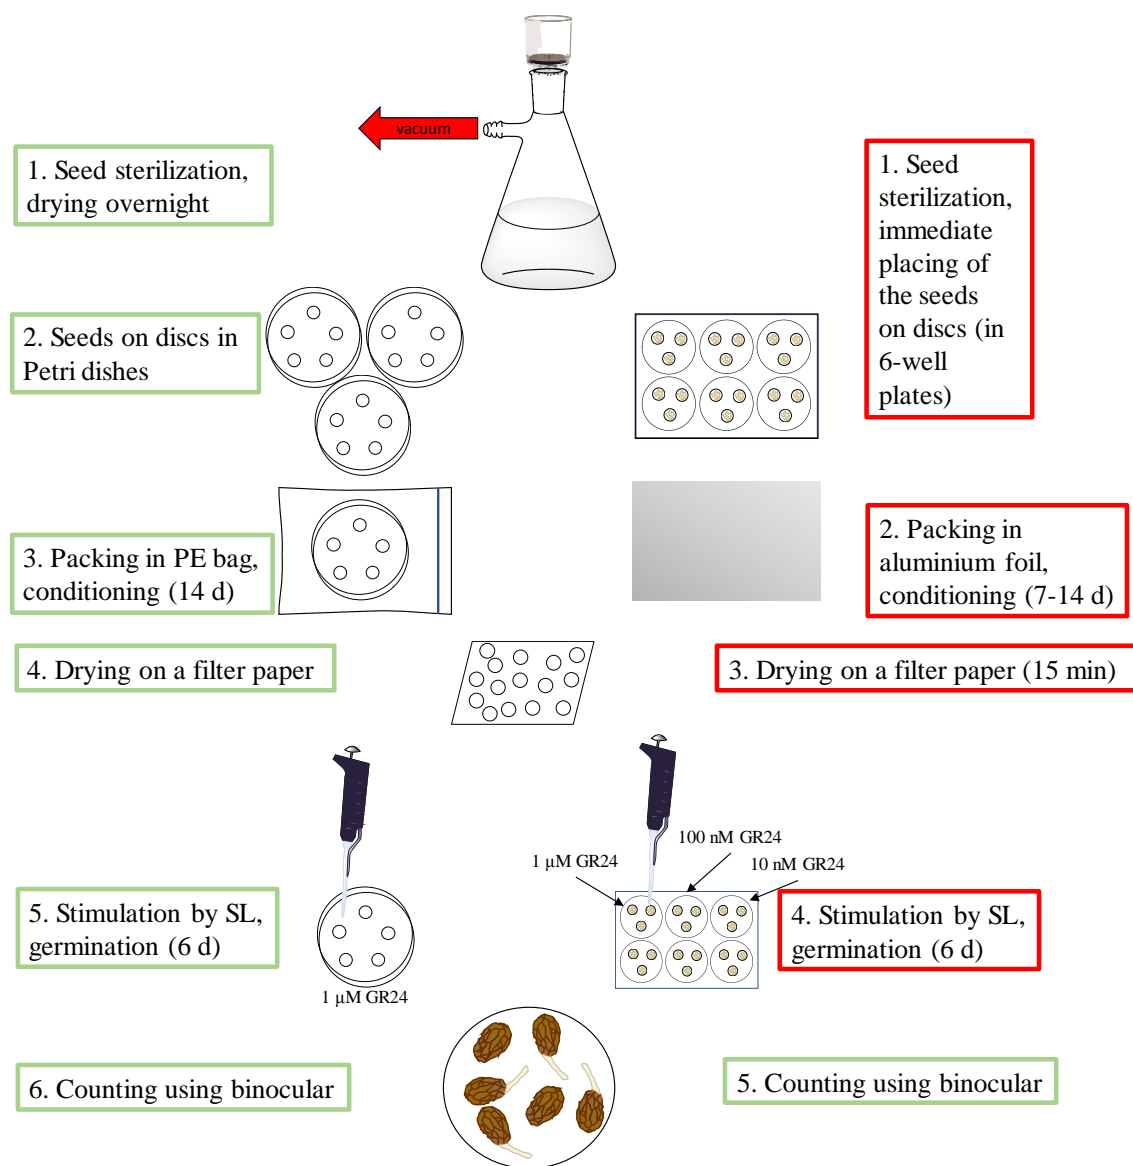 vacuum
1. Seed sterilization,
drying overnight
1. Seed
sterilization,
immediate
placing of
the seeds
on discs (in
6-well
plates)
2. Seeds on discs in
Petri dishes
3. Packing in PE bag,
conditioning (14 d)
2. Packing in
aluminium foil,
conditioning (7-14 d)
4. Drying on a filter paper
3. Drying on a filter paper (15 min)
100 nM GR24
1 µM GR24
10 nM GR24
5. Stimulation by SL,
germination (6 d)
1 µM GR24
4. Stimulation by SL,
germination (6 d)
6. Counting using binocular
5. Counting using binocular